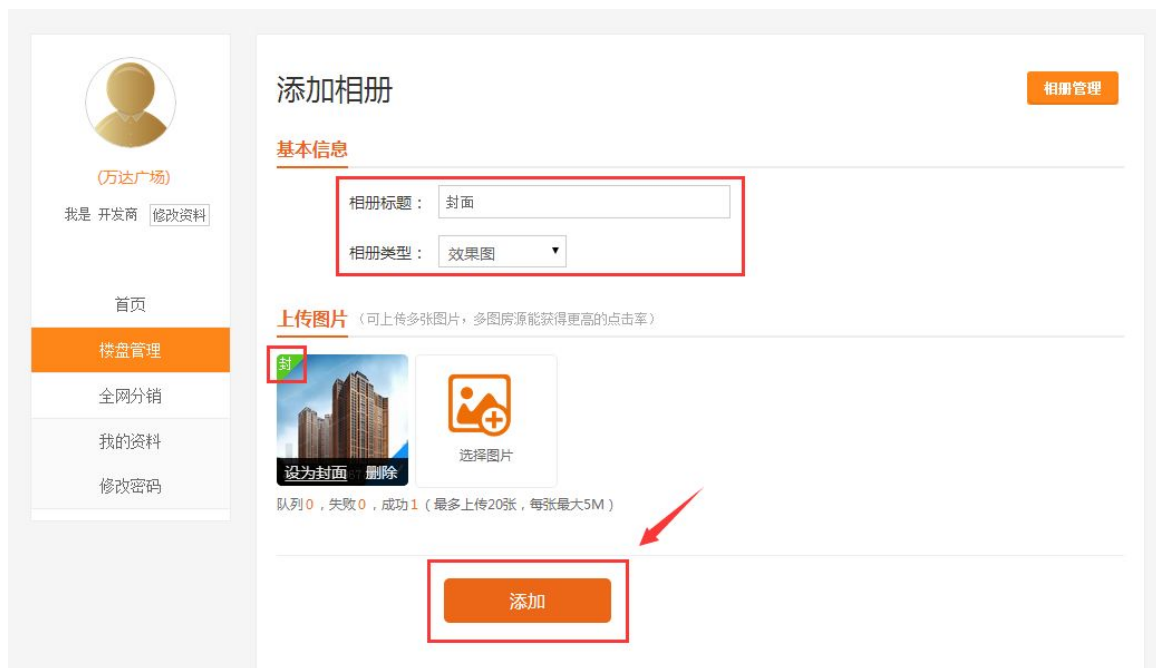 (万达广场)
我是 开发商 修改资料
首页
楼盘管理
全网分销
我的资料
修改密码
添加相册
相册管理
基本信息
相册标题： 封面
相册类型： 效果图
上传图片 （可上传多张图片，多图房源能获得更高的点击率）
封
设为封面 删除
选择图片
队列0，失败0，成功1（最多上传20张，每张最大5M）
添加